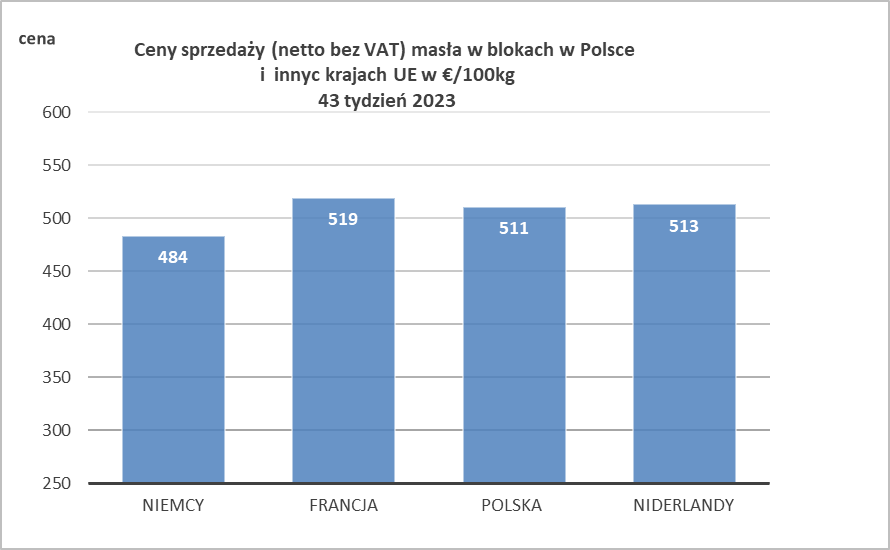 cena
Ceny sprzedaży (netto bez VAT) masła w blokach w Polsce
i innyc krajach UE w €/100kg
43 tydzień 2023
600
550
500
450
400
350
300
250
484
519
511
513
NIEMCY
FRANCJA
POLSKA
NIDERLANDY